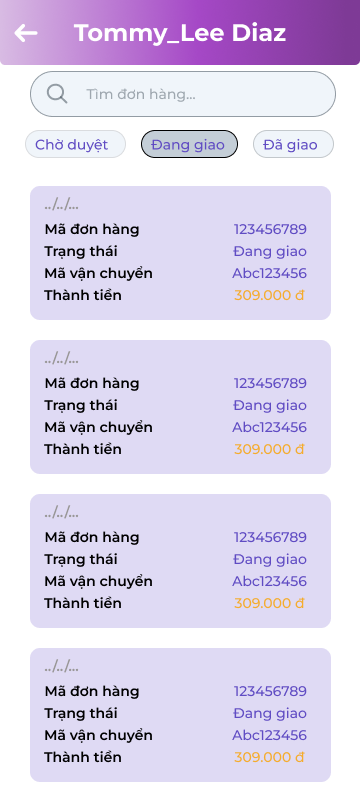 Tommy_Lee Diaz
Tìm đơn hàng...
Chờ duyệt Đang giao Đã giao
../../...
Mã đơn hàng 123456789
Trạng thái Đang giao
Mã vận chuyển Abc123456
Thành tiền 309.000 đ
../../...
Mã đơn hàng 123456789
Trạng thái Đang giao
Mã vận chuyển Abc123456
Thành tiền 309.000 đ
../../...
Mã đơn hàng 123456789
Trạng thái Đang giao
Mã vận chuyển Abc123456
Thành tiền 309.000 đ
../../...
Mã đơn hàng 123456789
Trạng thái Đang giao
Mã vận chuyển Abc123456
Thành tiền 309.000 đ